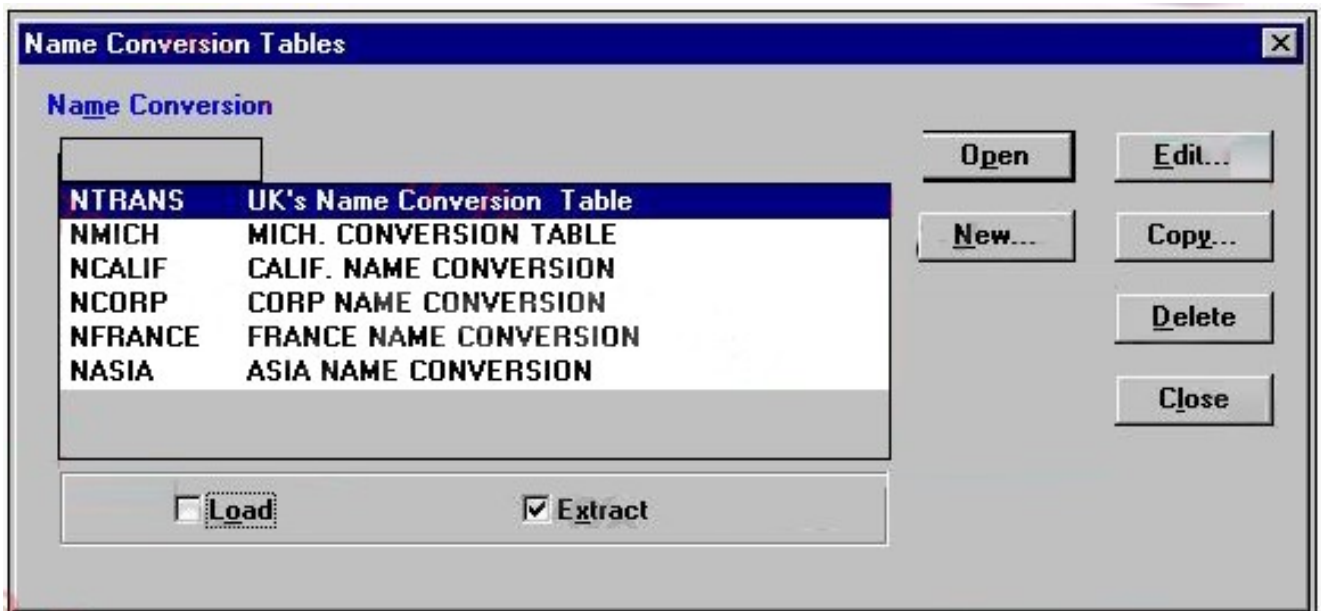 Name Conversion Tables
Name Conversion
Open Edit...
NTRANS UK's Name Conversion Table
NMICH MICH. CONVERSION TABLE
New... Copy...
NCALIF CALIF. NAME CONVERSION
NCORP CORP NAME CONVERSION
Delete
NFRANCE FRANCE NAME CONVERSION
NASIA ASIA NAME CONVERSION
Close
Load Extract